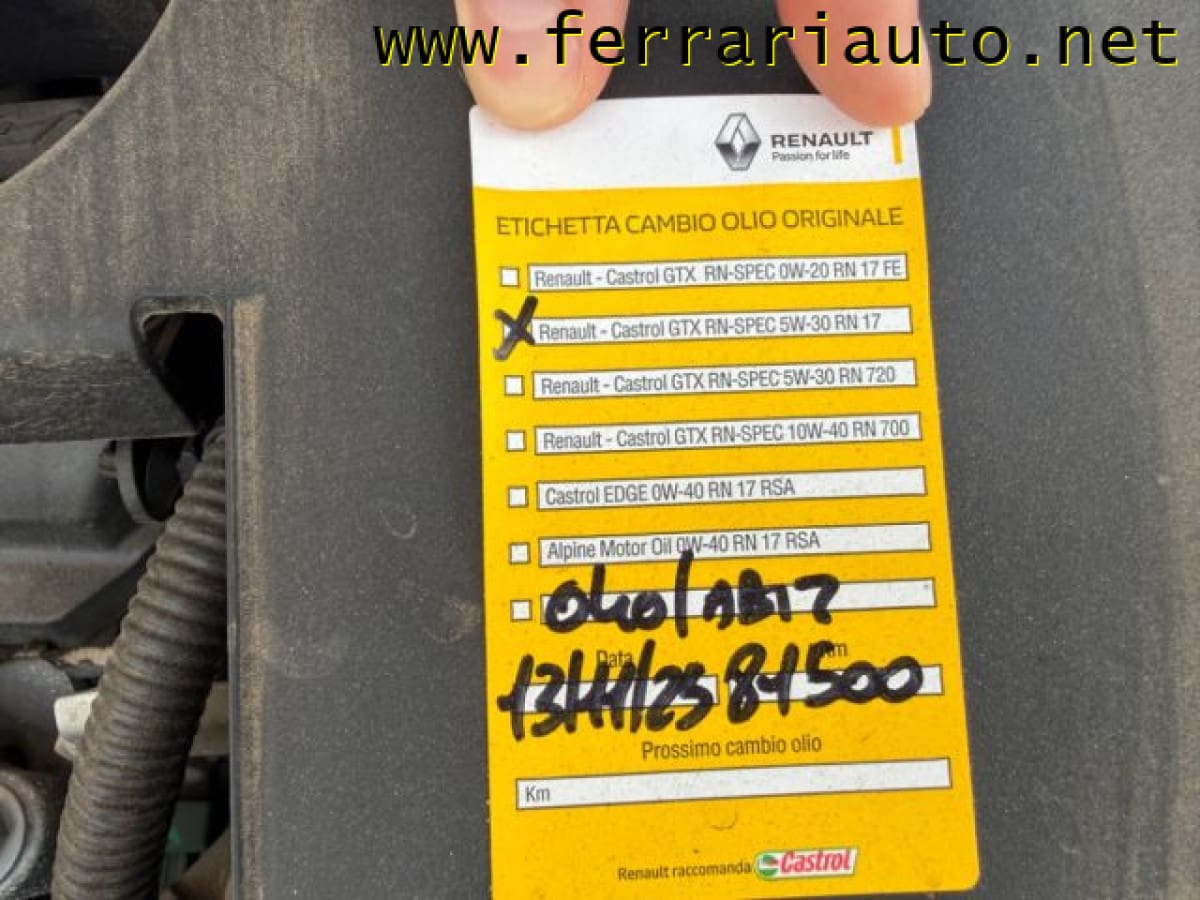 www.ferrariauto.net
RENAULT
Passion for life
ETICHETTA CAMBIO OLIO ORIGINALE
Renault - Castrol GTX RN-SPEC 0W-20 RN 17 FE
X Renault - Castrol GTX RN-SPEC 5W-30 RN 17
Renault - Castrol GTX RN-SPEC 5W-30 RN 720
Renault - Castrol GTX RN-SPEC 10W-40 RN 700
Castrol EDGE 0W-40 RN 17 RSA
Alpine Motor Oil 0W-40 RN 17 RSA
Data Km
81500
Prossimo cambio olio
Km
Renault raccomanda Castrol